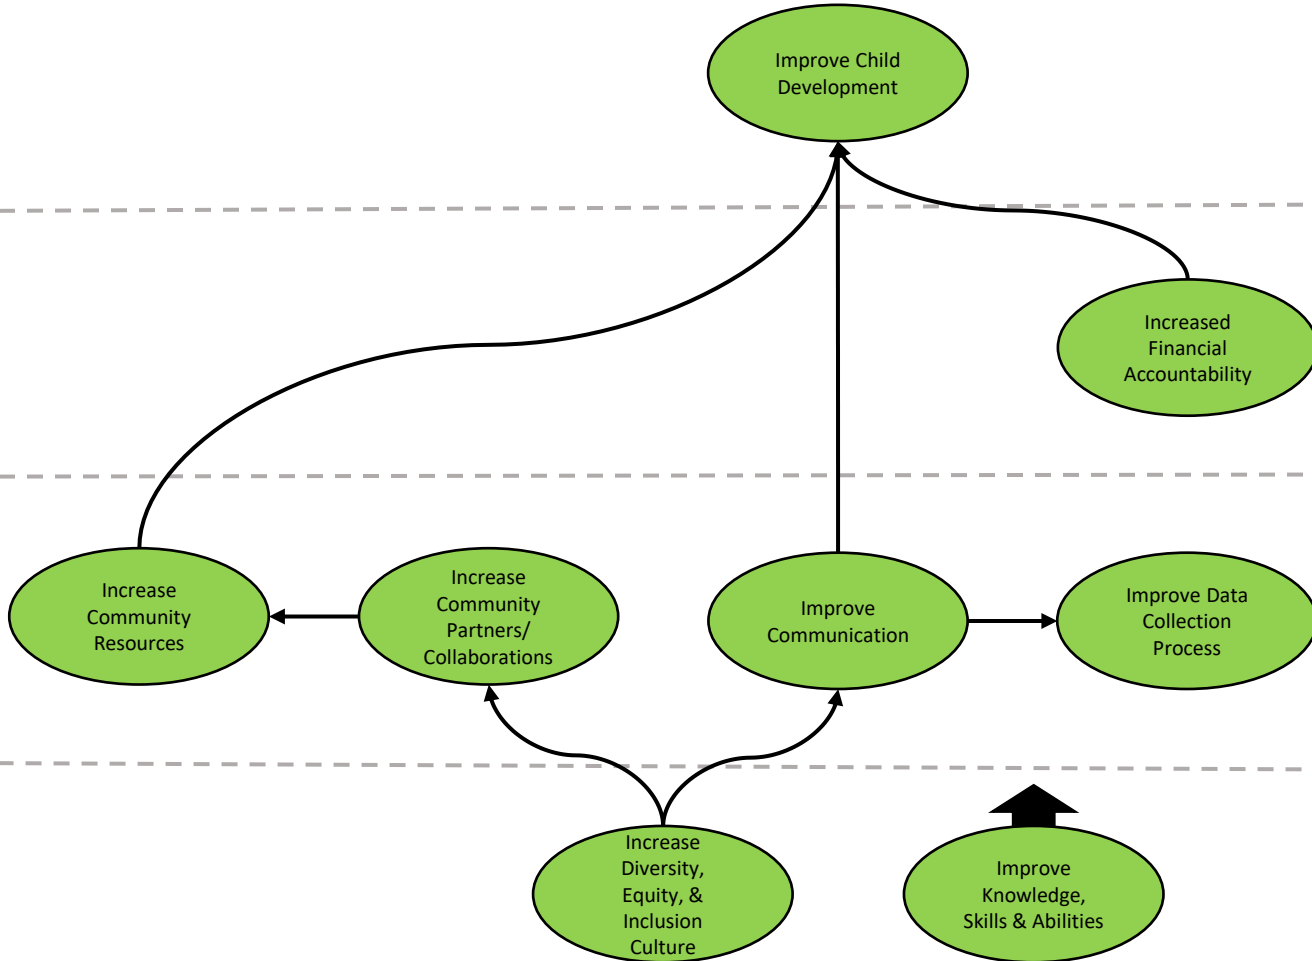 Improve Child
Development
Increased
Financial
Accountability
Increase
Community
Resources
Increase
Community
Partners/
Collaborations
Improve
Communication
Improve Data
Collection
Process
Increase
Diversity,
Equity, &
Inclusion
Culture
Improve
Knowledge,
Skills & Abilities